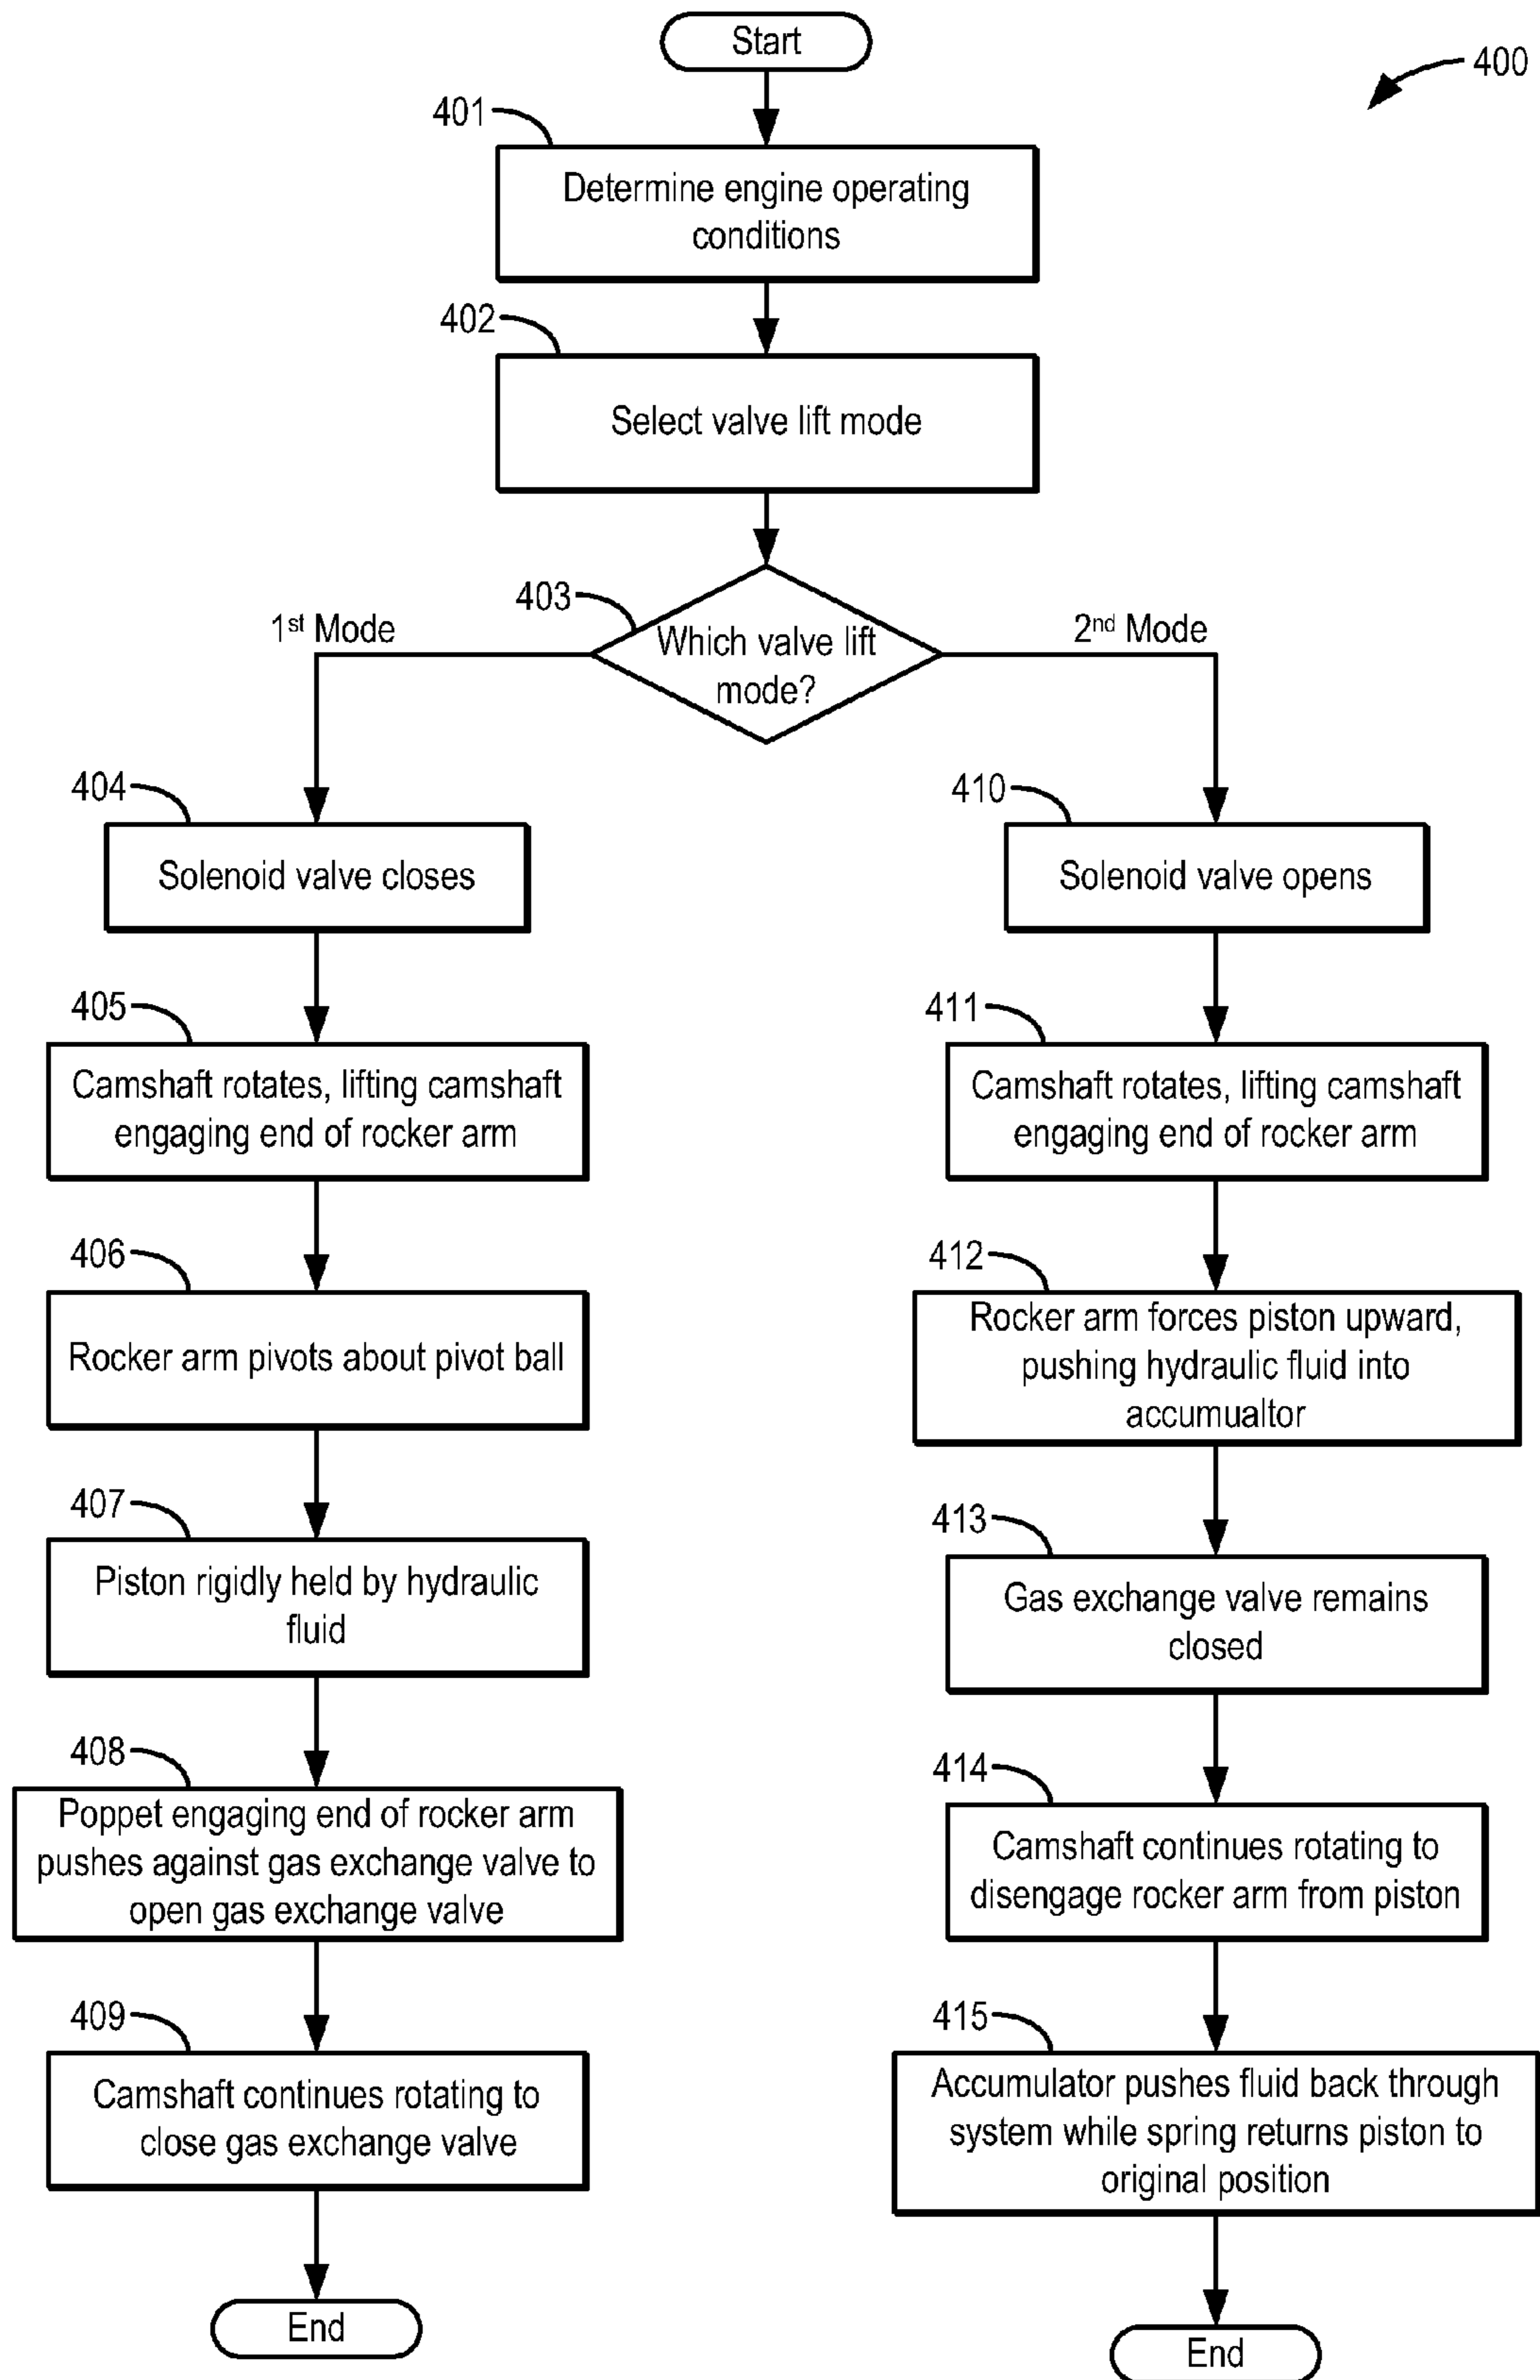 Start
400
401
Determine engine operating
conditions
402
Select valve lift mode
403
Which valve lift
mode?
1st Mode
2nd Mode
404
Solenoid valve closes
405
Camshaft rotates, lifting camshaft
engaging end of rocker arm
406
Rocker arm pivots about pivot ball
407
Piston rigidly held by hydraulic
fluid
408
Poppet engaging end of rocker arm
pushes against gas exchange valve to
open gas exchange valve
409
Camshaft continues rotating to
close gas exchange valve
End
410
Solenoid valve opens
411
Camshaft rotates, lifting camshaft
engaging end of rocker arm
412
Rocker arm forces piston upward,
pushing hydraulic fluid into
accumualtor
413
Gas exchange valve remains
closed
414
Camshaft continues rotating to
disengage rocker arm from piston
415
Accumulator pushes fluid back through
system while spring returns piston to
original position
End